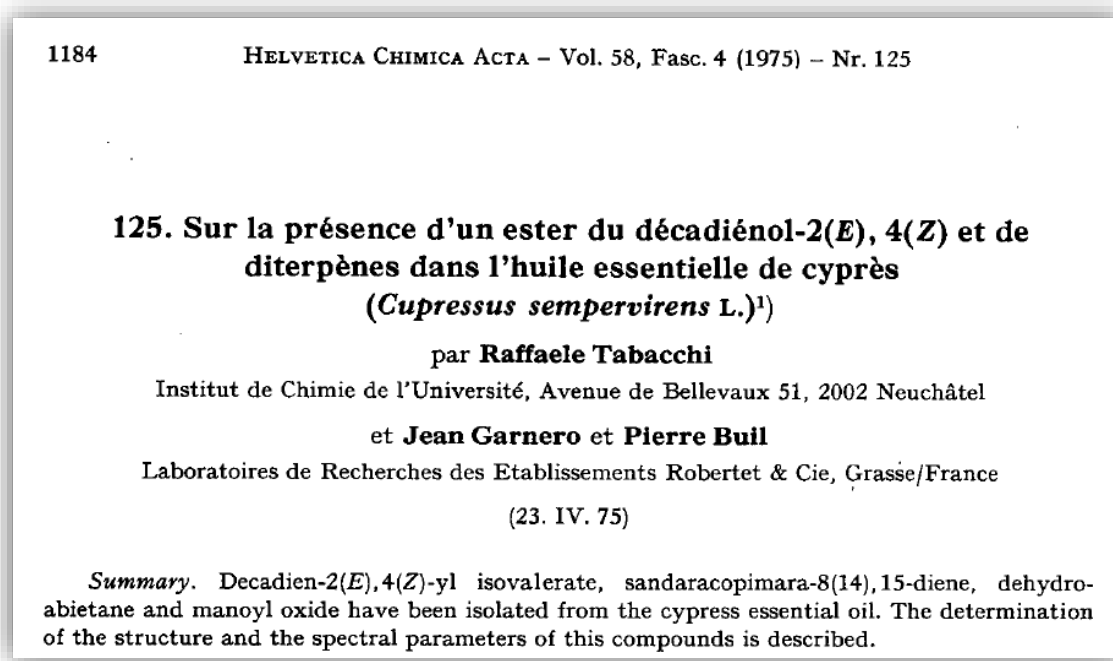 1184 HELVETICA CHIMICA ACTA – Vol. 58, Fasc. 4 (1975) – Nr. 125
125. Sur la présence d'un ester du décadiénol-2(E), 4(Z) et de
diterpènes dans l'huile essentielle de cyprès
(Cupressus sempervirens L.)¹)
par Raffaele Tabacchi
Institut de Chimie de l'Université, Avenue de Bellevaux 51, 2002 Neuchâtel
et Jean Garnero et Pierre Buil
Laboratoires de Recherches des Etablissements Robertet & Cie, Grasse/France
(23. IV. 75)
Summary. Decadien-2(E),4(Z)-yl isovalerate, sandaracopimara-8(14),15-diene, dehydro-
abietane and manoyl oxide have been isolated from the cypress essential oil. The determination
of the structure and the spectral parameters of this compounds is described.